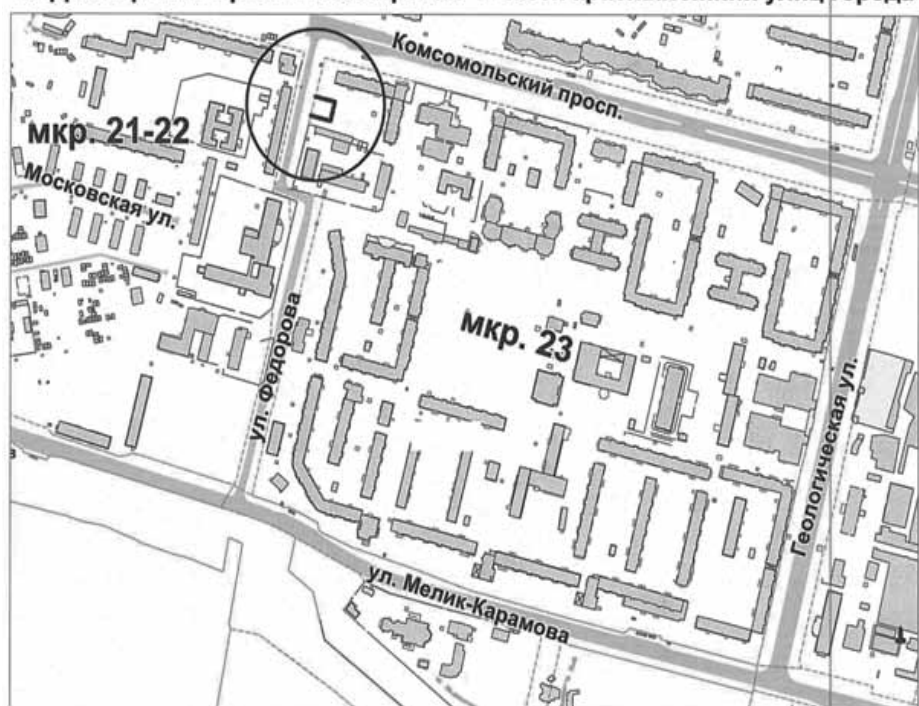 Комсомольский просп.
мкр. 21-22
Московская ул.
мкр. 23
ул. Федорова
Геологическая ул.
ул. Мелик-Карамова